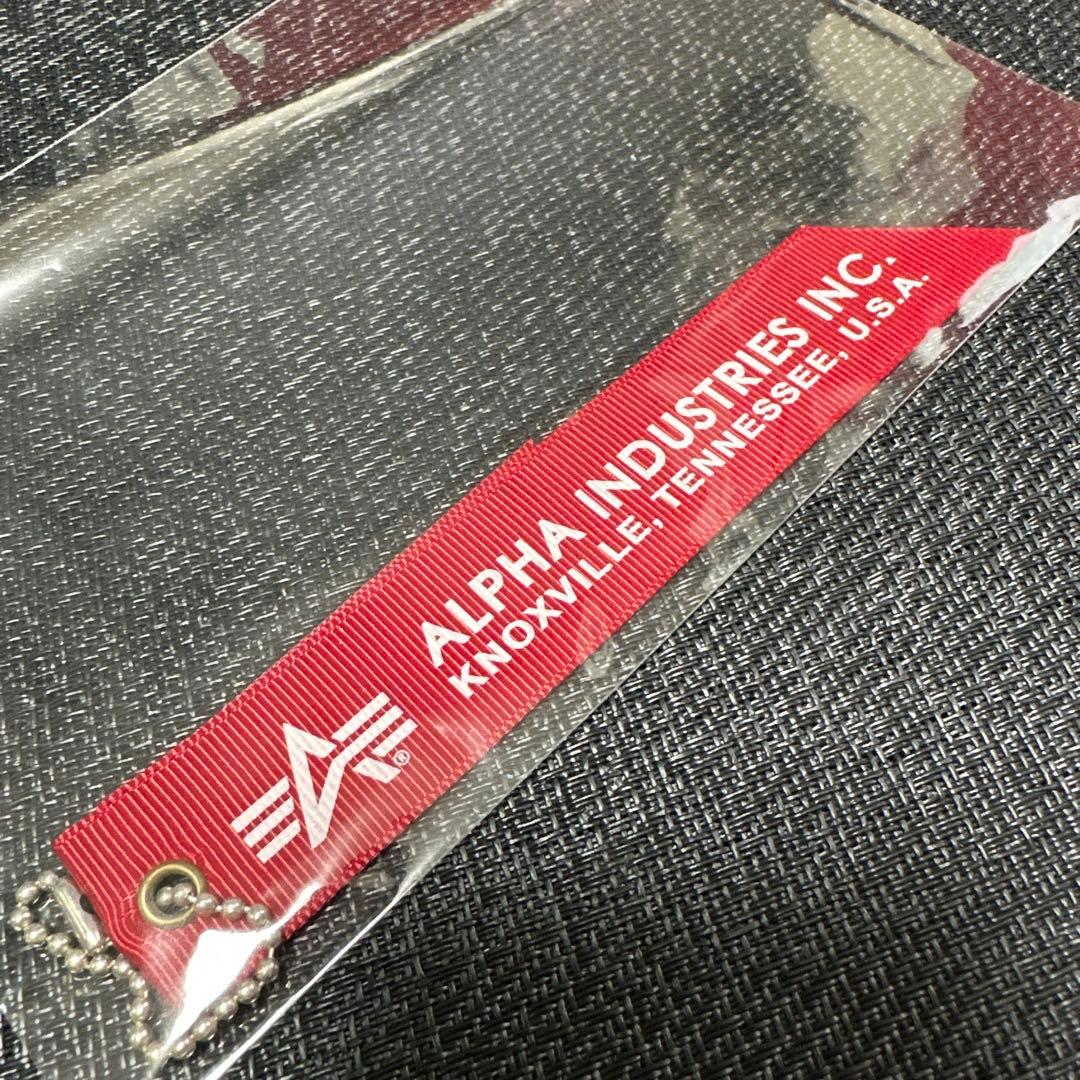 ALPHA INDUSTRIES INC.
KNOXVILLE, TENNESSEE, U.S.A.
®